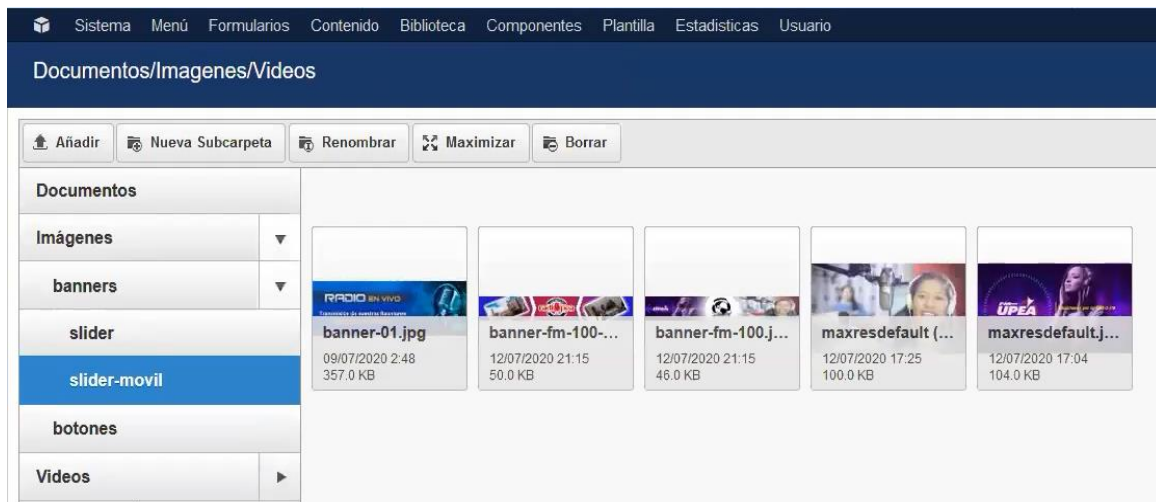 Sistema Menú Formularios Contenido Biblioteca Componentes Plantilla Estadisticas Usuario
Documentos/Imagenes/Videos
Añadir Nueva Subcarpeta Renombrar Maximizar Borrar
Documentos
Imágenes
banners
slider
slider-movil
botones
Videos
RADIO EN VIVO
banner-01.jpg
09/07/2020 2:48
357.0 KB
banner-fm-100-...
12/07/2020 21:15
50.0 KB
banner-fm-100.j...
12/07/2020 21:15
46.0 KB
maxresdefault (...
12/07/2020 17:25
100.0 KB
UPEA
maxresdefault.j...
12/07/2020 17:04
104.0 KB